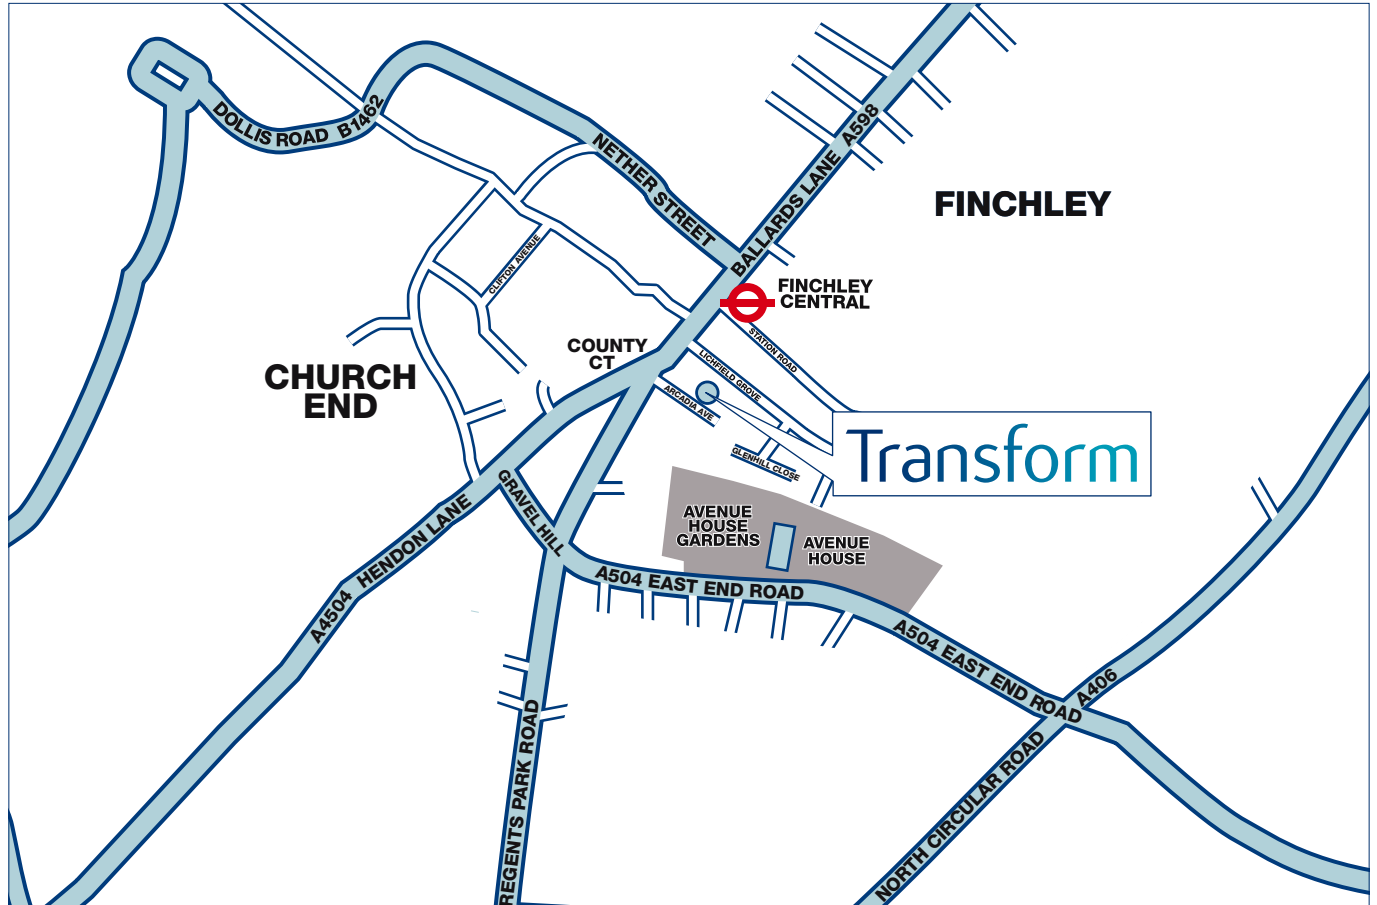 DOLLIS ROAD B1462
NETHER STREET
BALLARDS LANE A598
FINCHLEY
CLIFTON AVENUE
FINCHLEY
CENTRAL
STATION ROAD
COUNTY
CT
LICHFIELD GROVE
ARCADIA AVE
CHURCH
END
Transform
GLENHILL CLOSE
GRAVEL HILL
A4504 HENDON LANE
AVENUE
HOUSE
GARDENS
AVENUE
HOUSE
A504 EAST END ROAD
A504 EAST END ROAD
A406
NORTH CIRCULAR ROAD
REGENTS PARK ROAD